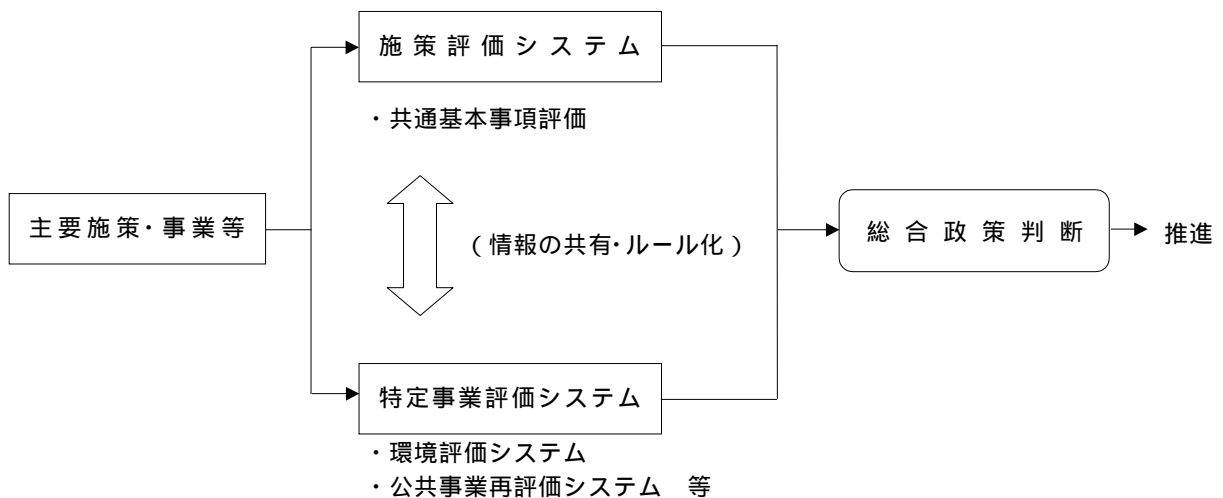 施策評価システム
・共通基本事項評価
主要施策・事業等
（情報の共有・ルール化）
総合政策判断
推進
特定事業評価システム
・環境評価システム
・公共事業再評価システム　等